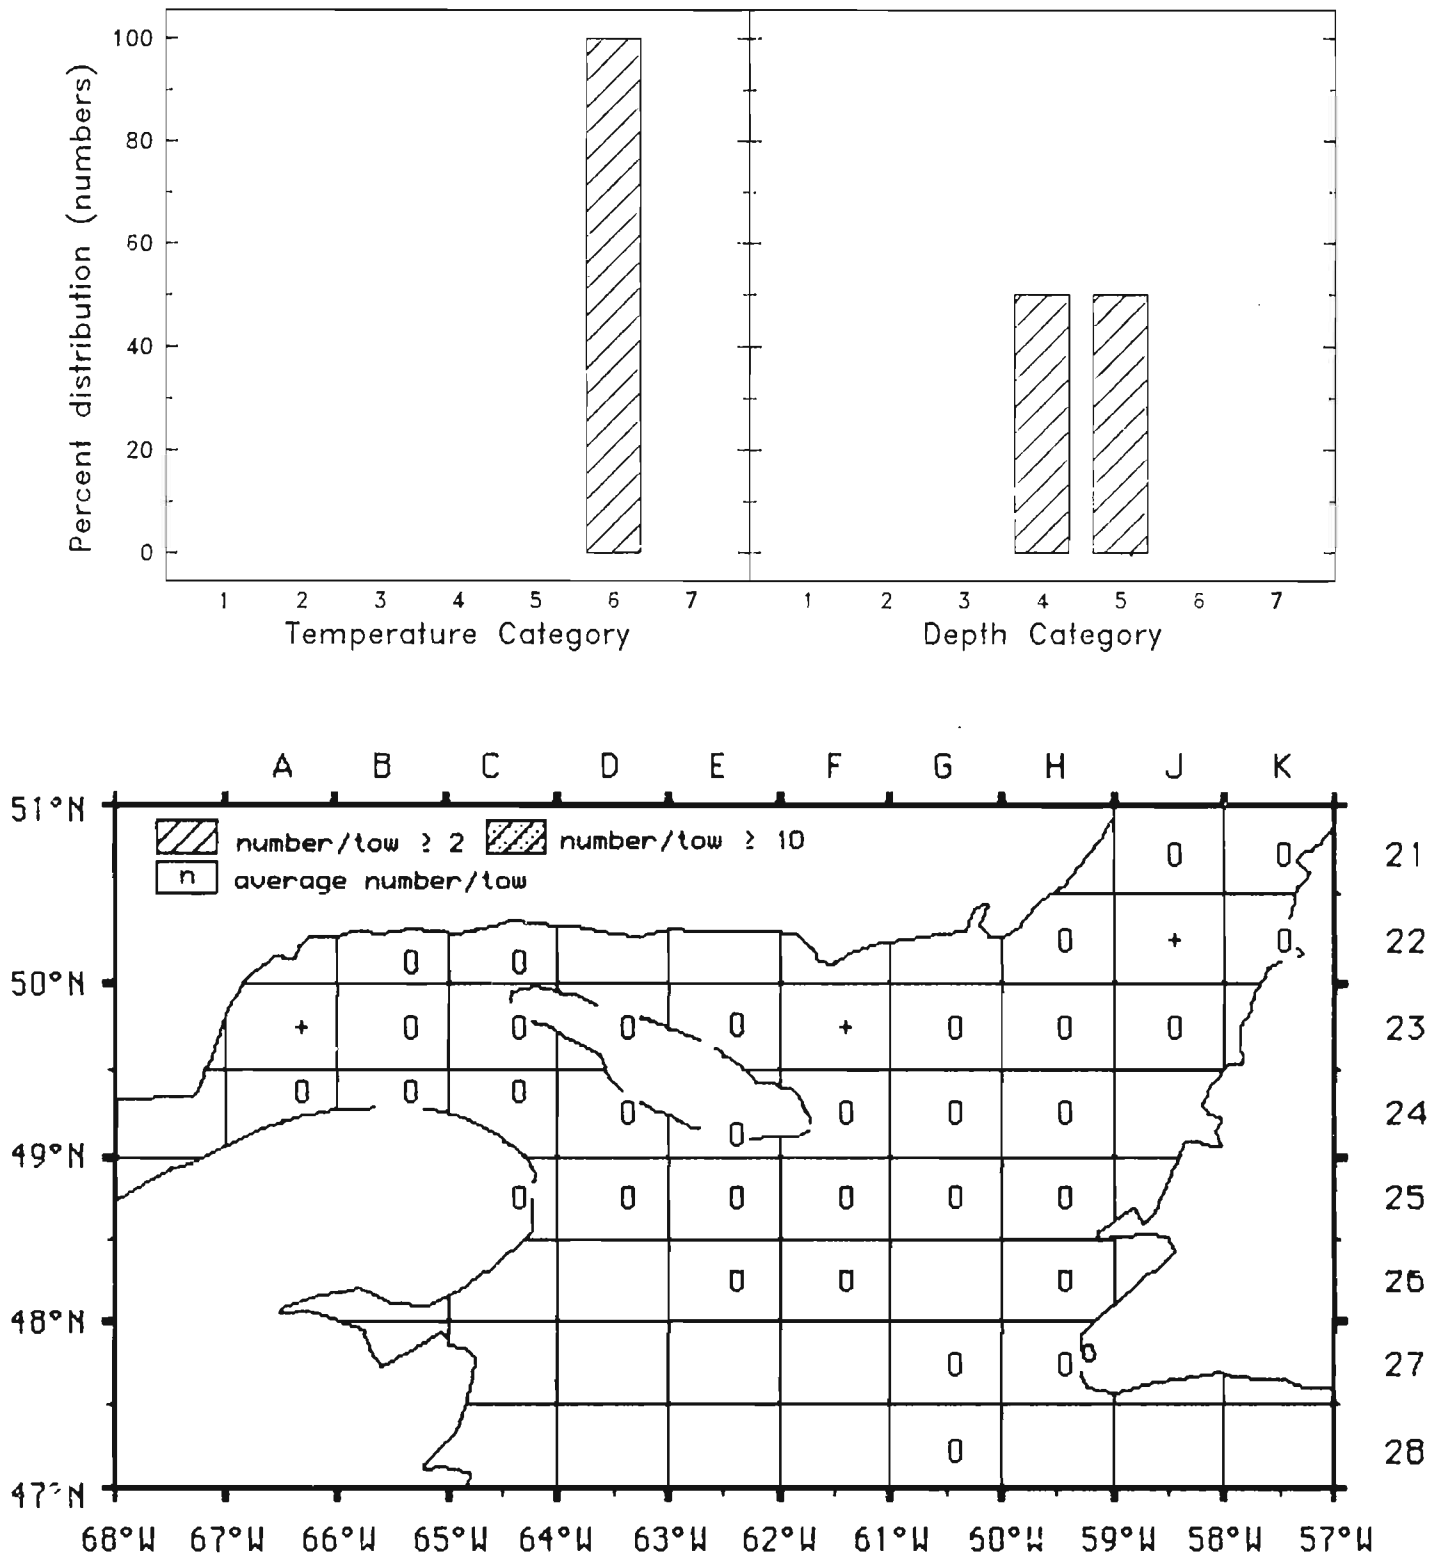 100
80
60
40
20
0
Percent distribution (numbers)
1 2 3 4 5 6 7 1 2 3 4 5 6 7
Temperature Category Depth Category
A B C D E F G H J K
51°N
number/tow ≥ 2 number/tow ≥ 10
n average number/tow
0 0 21
0 + 0 22
0 0
50°N
+ 0 0 0 0 + 0 0 0 23
0 0 0
0 0 0 0 0 24
49°N
0 0 0 0 0 0 25
0 0 0 26
48°N
0 0 27
0 28
47°N
68°W 67°W 66°W 65°W 64°W 63°W 62°W 61°W 60°W 59°W 58°W 57°W